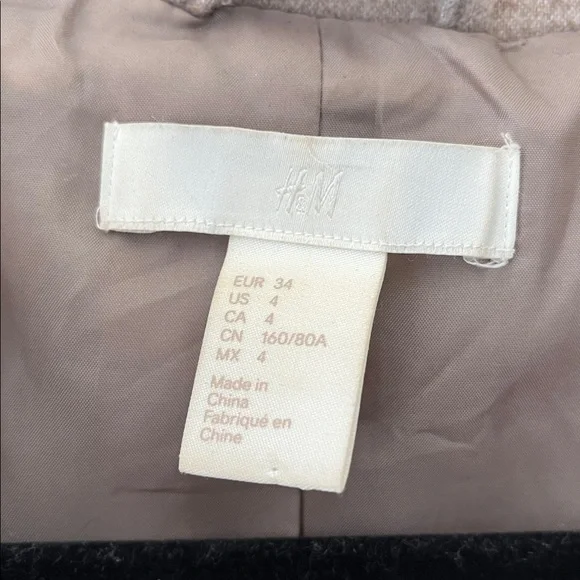 H&M
EUR 34
US 4
CA 4
CN 160/80A
MX 4
Made in
China
Fabriqué en
Chine